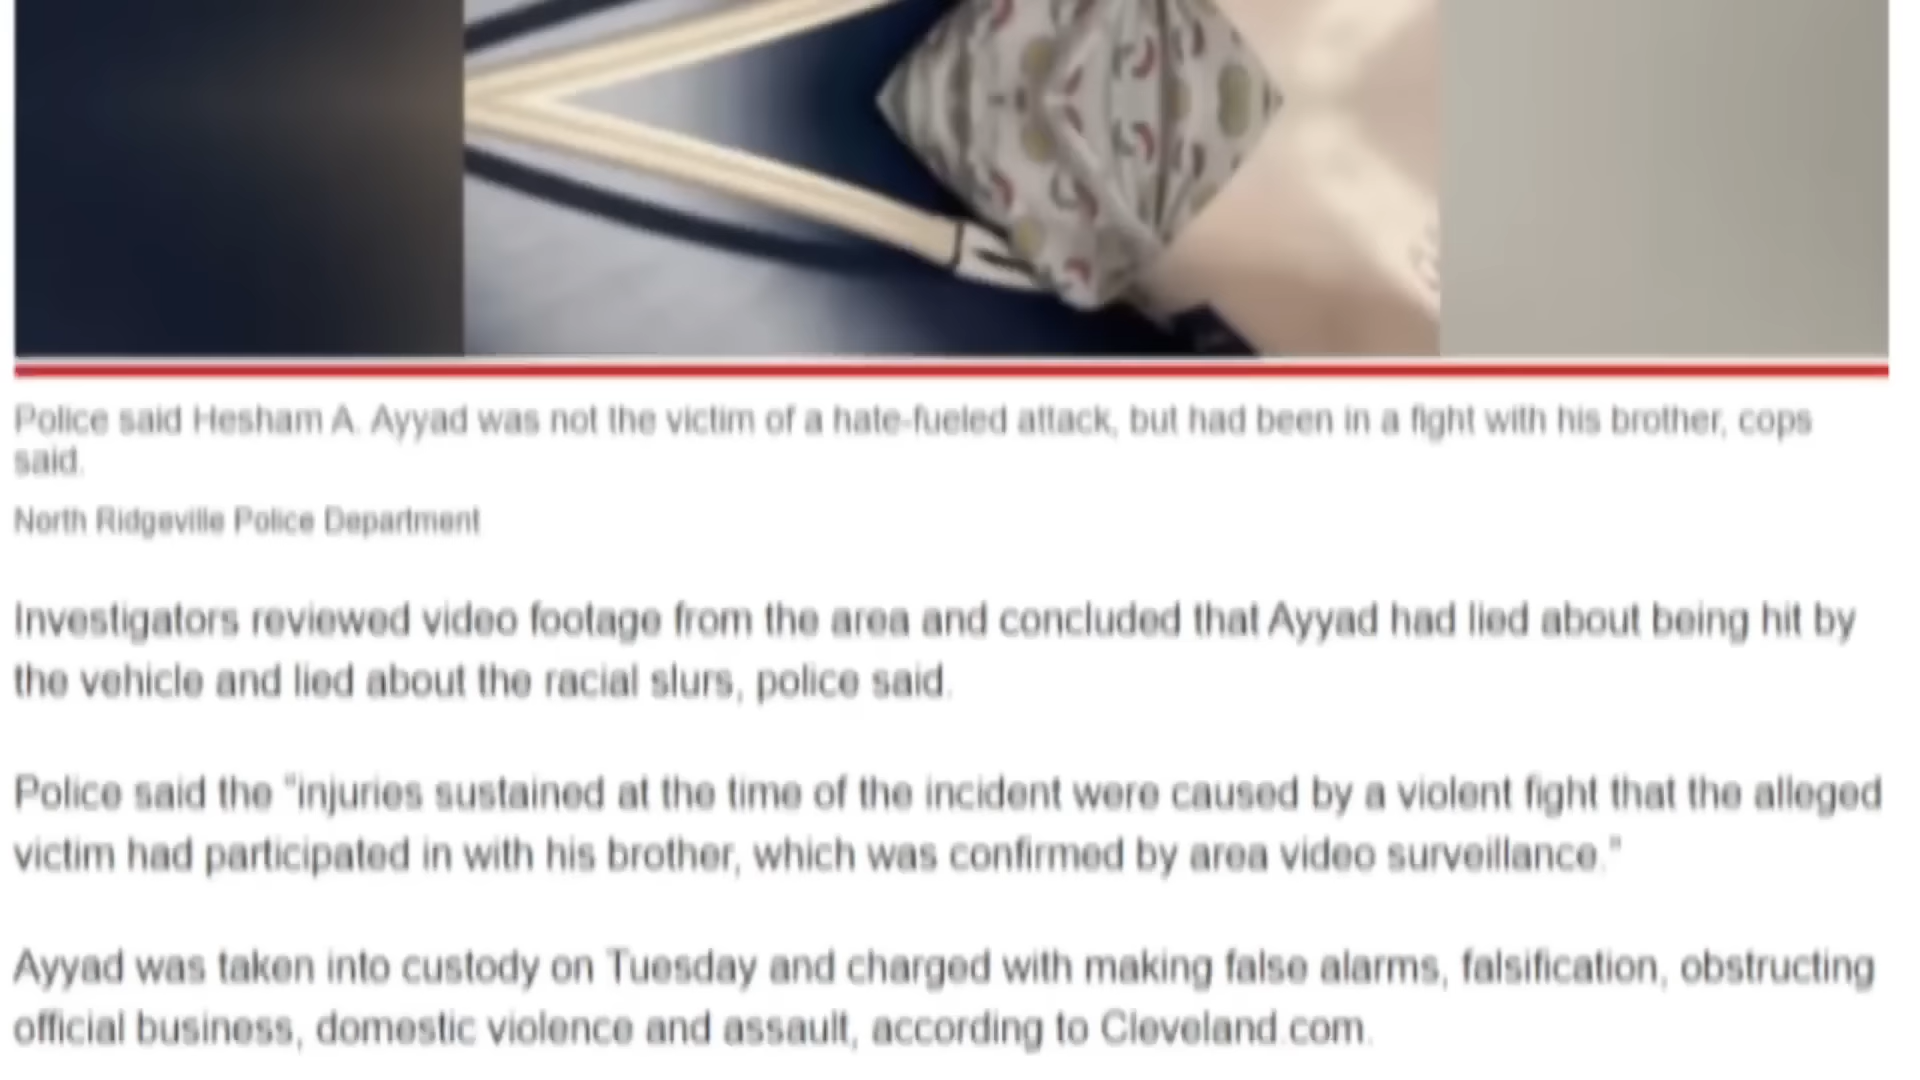 Police said Hesham A. Ayyad was not the victim of a hate-fueled attack, but had been in a fight with his brother, cops
said.
North Ridgeville Police Department
Investigators reviewed video footage from the area and concluded that Ayyad had lied about being hit by
the vehicle and lied about the racial slurs, police said.
Police said the "injuries sustained at the time of the incident were caused by a violent fight that the alleged
victim had participated in with his brother, which was confirmed by area video surveillance."
Ayyad was taken into custody on Tuesday and charged with making false alarms, falsification, obstructing
official business, domestic violence and assault, according to Cleveland.com.